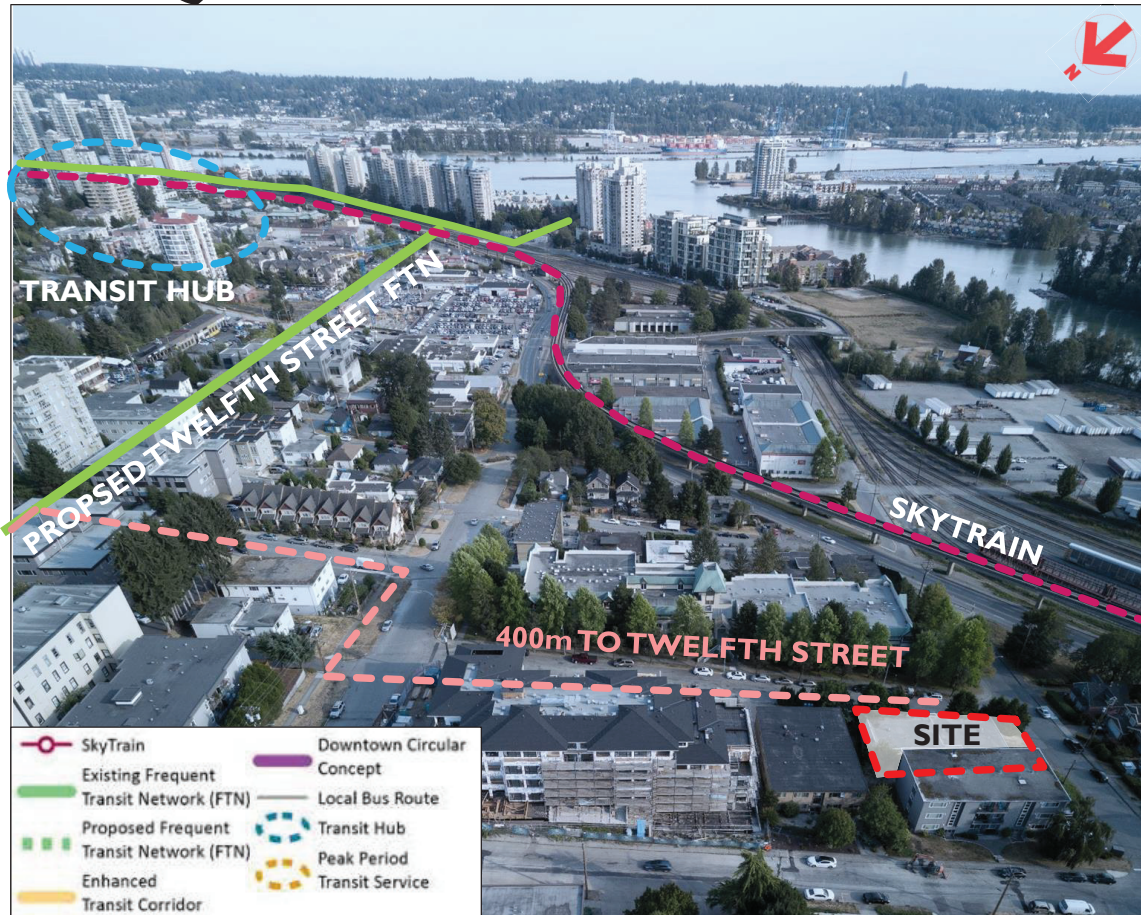 N
TRANSIT HUB
PROPSED TWELFTH STREET FTN
SKYTRAIN
400m TO TWELFTH STREET
SITE
SkyTrain
Existing Frequent
Transit Network (FTN)
Proposed Frequent
Transit Network (FTN)
Enhanced
Transit Corridor
Downtown Circular
Concept
Local Bus Route
Transit Hub
Peak Period
Transit Service